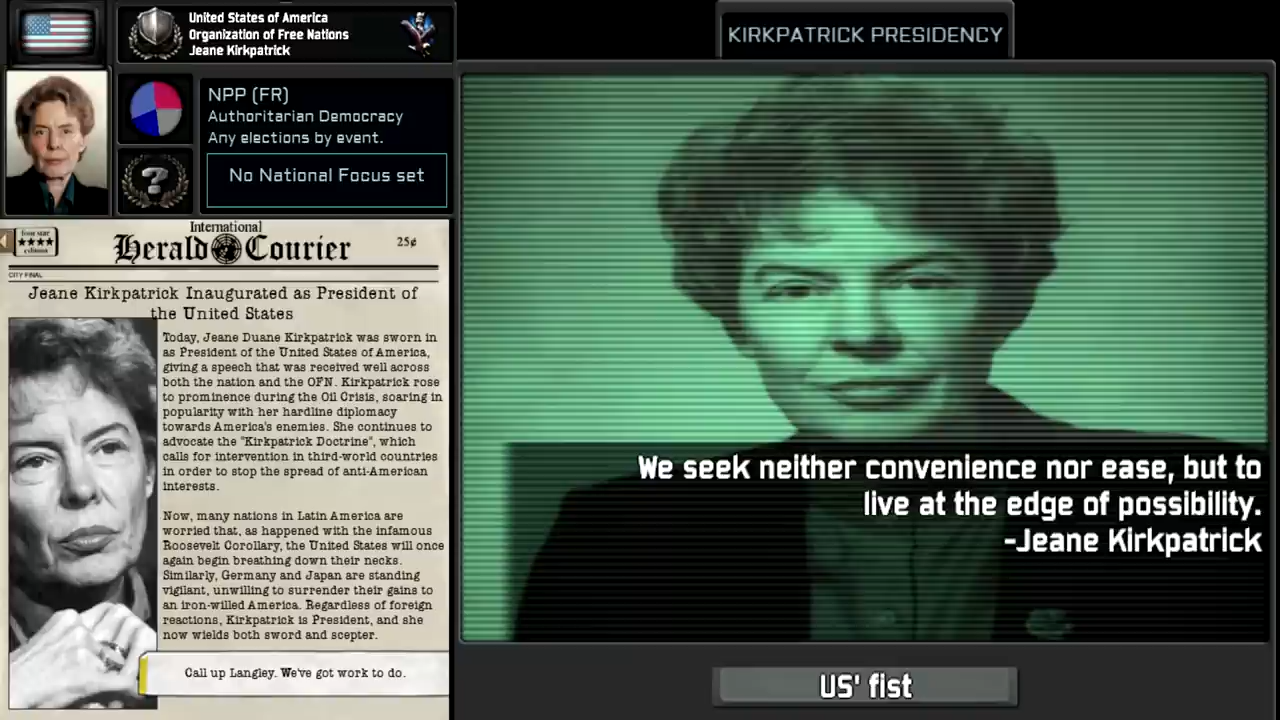 United States of America
Organization of Free Nations
Jeane Kirkpatrick
NPP (FR)
Authoritarian Democracy
Any elections by event.
?
No National Focus set
four star
edition
International
Herald Courier
25¢
CITY FINAL
Jeane Kirkpatrick Inaugurated as President of
the United States
Today, Jeane Duane Kirkpatrick was sworn in
as President of the United States of America,
giving a speech that was received well across
both the nation and the OFN. Kirkpatrick rose
to prominence during the Oil Crisis, soaring in
popularity with her hardline diplomacy
towards America's enemies. She continues to
advocate the "Kirkpatrick Doctrine", which
calls for intervention in third-world countries
in order to stop the spread of anti-American
interests.
Now, many nations in Latin America are
worried that, as happened with the infamous
Roosevelt Corollary, the United States will once
again begin breathing down their necks.
Similarly, Germany and Japan are standing
vigilant, unwilling to surrender their gains to
an iron-willed America. Regardless of foreign
reactions, Kirkpatrick is President, and she
now wields both sword and scepter.
Call up Langley. We've got work to do.
KIRKPATRICK PRESIDENCY
We seek neither convenience nor ease, but to
live at the edge of possibility.
-Jeane Kirkpatrick
US' fist